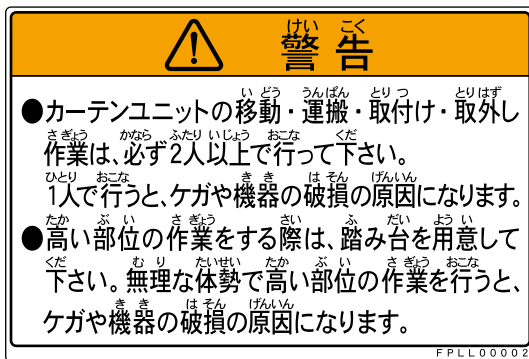 警告
●カーテンユニットの移動・運搬・取付け・取外し
作業は、必ず2人以上で行って下さい。
1人で行うと、ケガや機器の破損の原因になります。
●高い部位の作業をする際は、踏み台を用意して
下さい。無理な体勢で高い部位の作業を行うと、
ケガや機器の破損の原因になります。
FPLL00002